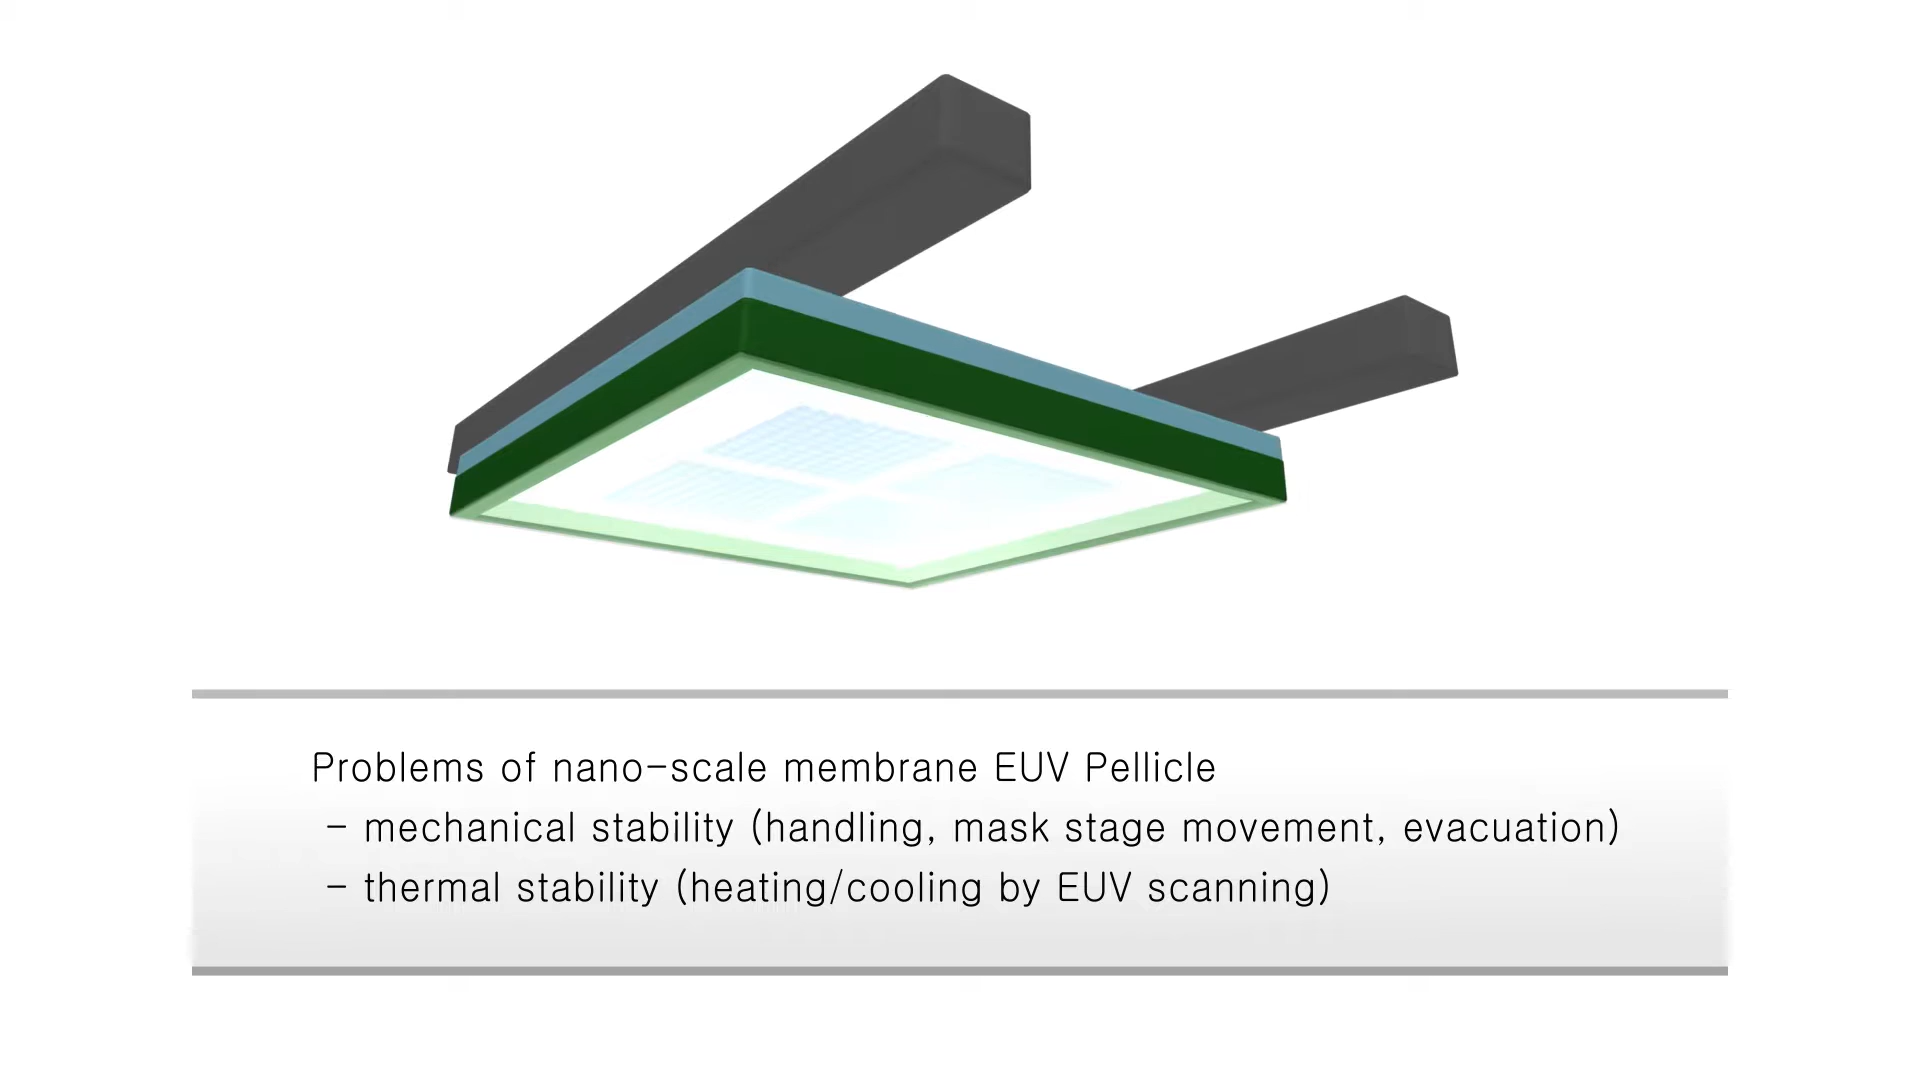 Problems of nano-scale membrane EUV Pellicle
- mechanical stability (handling, mask stage movement, evacuation)
- thermal stability (heating/cooling by EUV scanning)